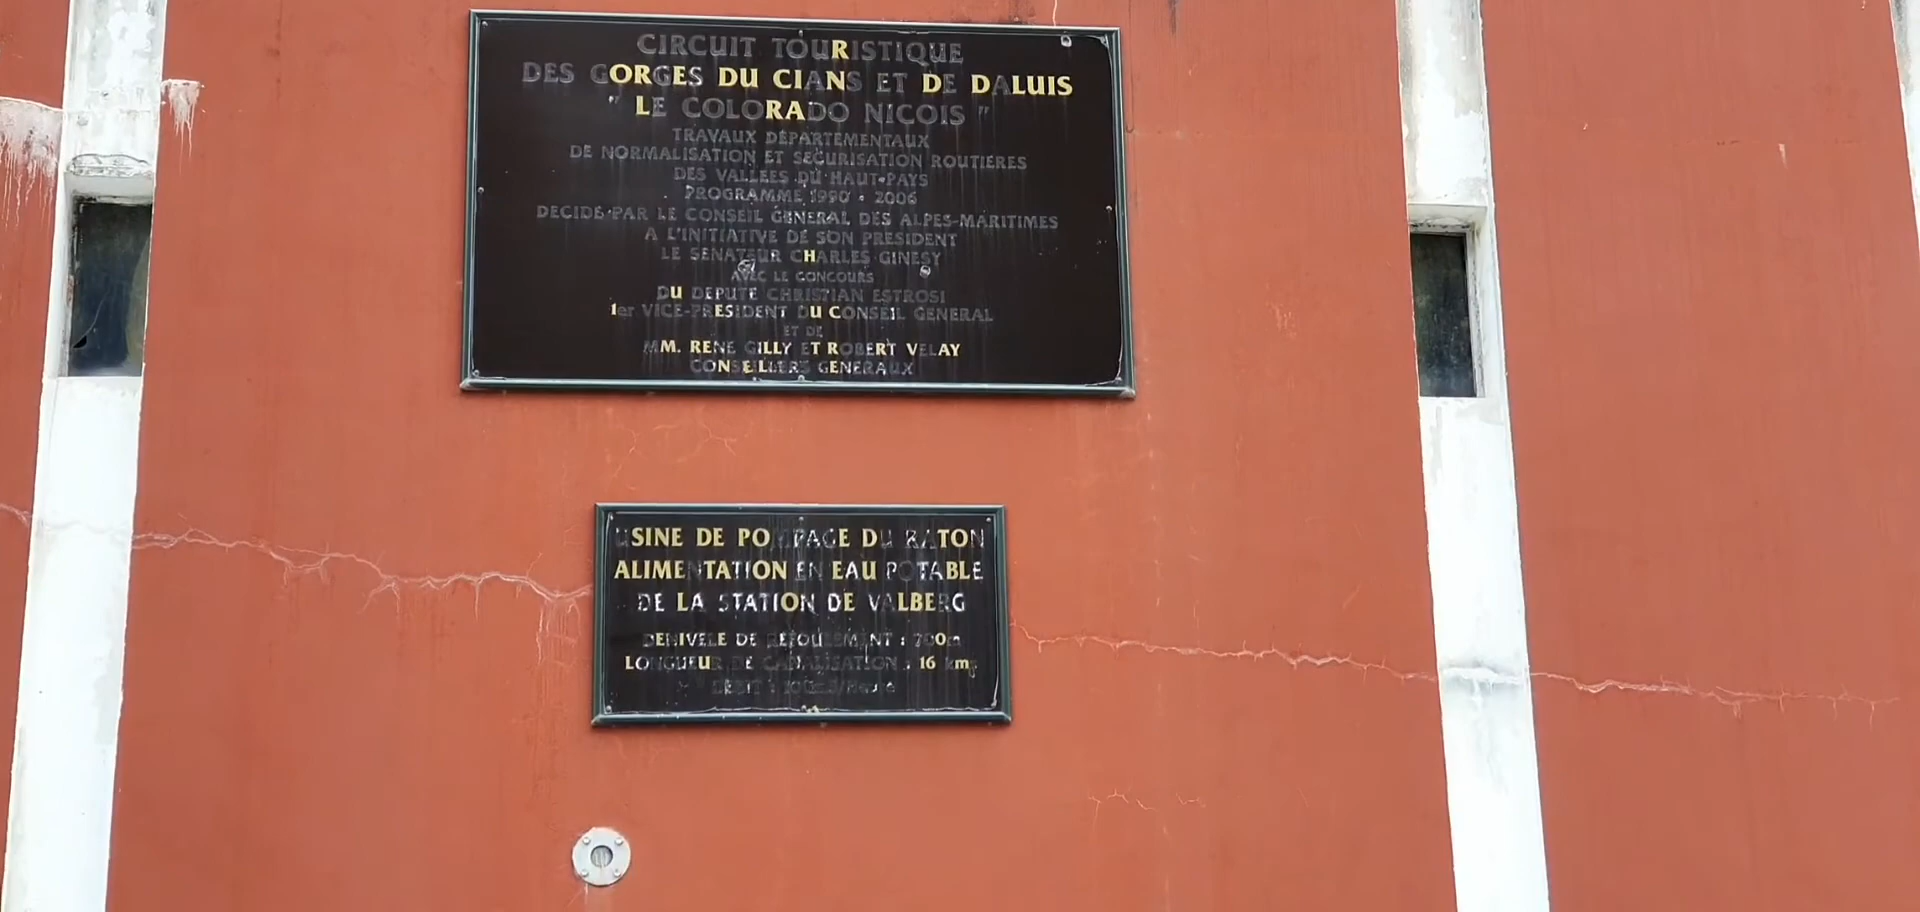 CIRCUIT TOURISTIQUE
DES GORGES DU CIANS ET DE DALUIS
" LE COLORADO NICOIS "
TRAVAUX DEPARTEMENTAUX
DE NORMALISATION ET SECURISATION ROUTIERES
DES VALLEES DU HAUT-PAYS
PROGRAMME 1990 - 2006
DECIDE PAR LE CONSEIL GENERAL DES ALPES-MARITIMES
A L'INITIATIVE DE SON PRESIDENT
LE SENATEUR CHARLES GINESY
AVEC LE CONCOURS
DU DEPUTE CHRISTIAN ESTROSI
1er VICE-PRESIDENT DU CONSEIL GENERAL
ET DE
MM. RENE GILLY ET ROBERT VELAY
CONSEILLERS GENERAUX
USINE DE POMPAGE DU RATON
ALIMENTATION EN EAU POTABLE
DE LA STATION DE VALBERG
DENIVELE DE REFOULEMENT :
LONGUEUR DE CANALISATION : 16 km
DEBIT :